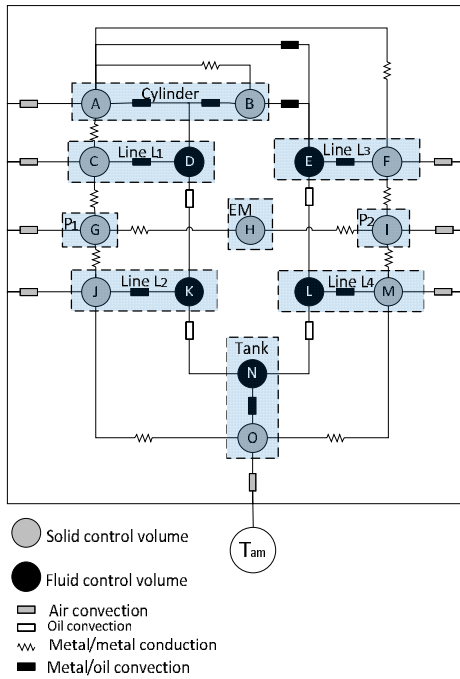 Cylinder
A
B
Line L1
Line L3
C
D
E
F
P1
EM
P2
G
H
I
Line L2
Line L4
J
K
L
M
Tank
N
O
Tam
Solid control volume
Fluid control volume
Air convection
Oil convection
Metal/metal conduction
Metal/oil convection